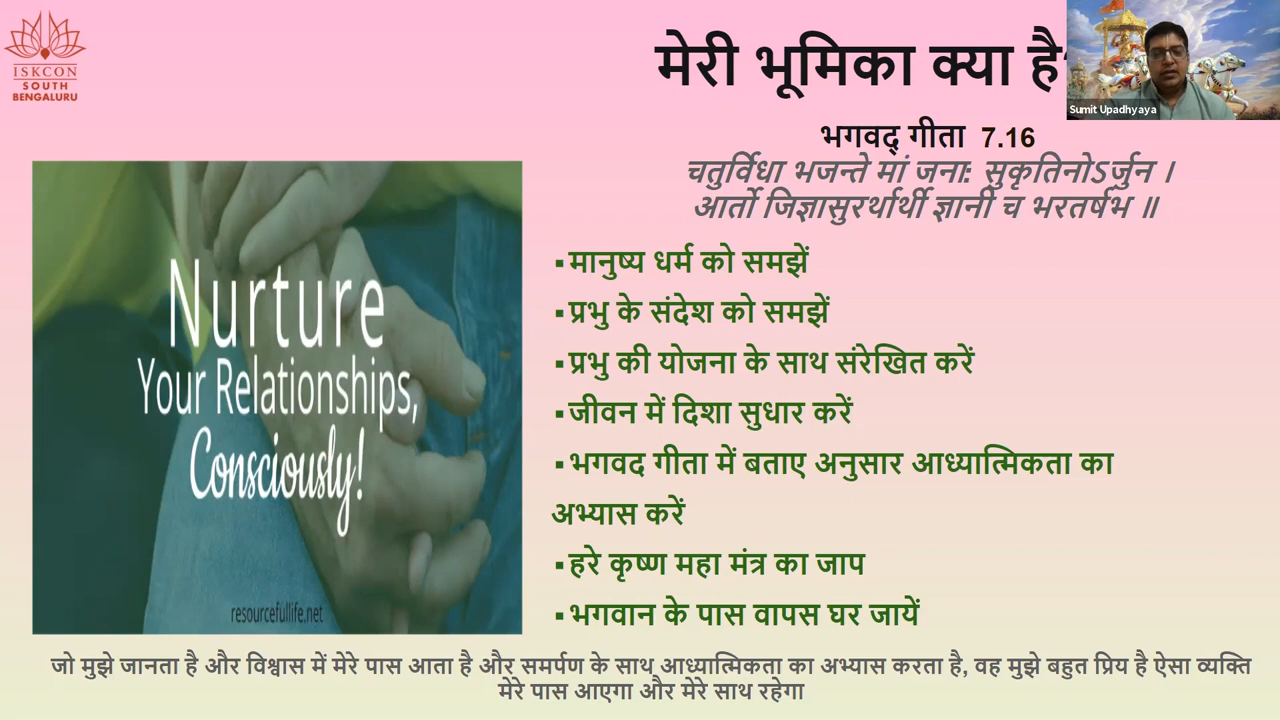 ISKCON
SOUTH
BENGALURU
मेरी भूमिका क्या है
Sumit Upadhyaya
भगवद् गीता 7.16
चतुर्विधा भजन्ते मां जनाः सुकृतिनोऽर्जुन ।
आर्तो जिज्ञासुरर्थार्थी ज्ञानी च भरतर्षभ ॥
Nurture
Your Relationships,
Consciously!
resourcefullife.net
▪मानुष्य धर्म को समझें
▪प्रभु के संदेश को समझें
▪प्रभु की योजना के साथ संरेखित करें
▪जीवन में दिशा सुधार करें
▪भगवद गीता में बताए अनुसार आध्यात्मिकता का
अभ्यास करें
▪हरे कृष्ण महा मंत्र का जाप
▪भगवान के पास वापस घर जायें
जो मुझे जानता है और विश्वास में मेरे पास आता है और समर्पण के साथ आध्यात्मिकता का अभ्यास करता है, वह मुझे बहुत प्रिय है ऐसा व्यक्ति
मेरे पास आएगा और मेरे साथ रहेगा